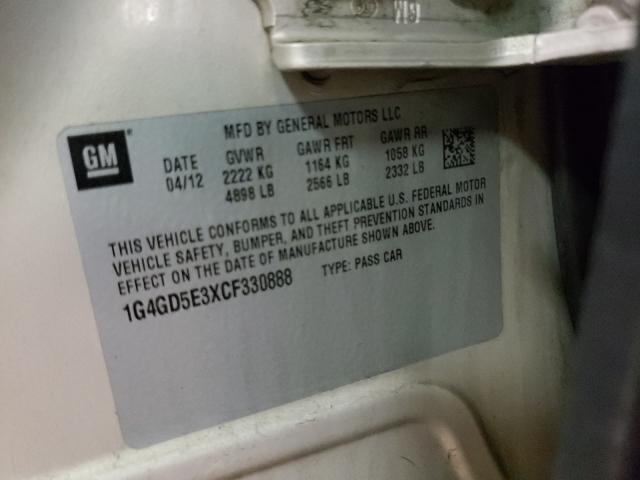 GM
MFD BY GENERAL MOTORS LLC
DATE GVWR GAWR FRT GAWR RR
04/12 2222 KG 1164 KG 1058 KG
4898 LB 2566 LB 2332 LB
THIS VEHICLE CONFORMS TO ALL APPLICABLE U.S. FEDERAL MOTOR
VEHICLE SAFETY, BUMPER, AND THEFT PREVENTION STANDARDS IN
EFFECT ON THE DATE OF MANUFACTURE SHOWN ABOVE.
1G4GD5E3XCF330888 TYPE: PASS CAR